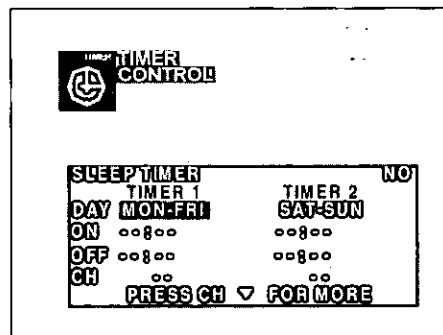 TIMER TIMER
CONTROL
SLEEP TIMER NO
TIMER 1 TIMER 2
DAY MON-FRI SAT-SUN
ON --:-- --:--
OFF --:-- --:--
CH -- --
PRESS CH ▽ FOR MORE